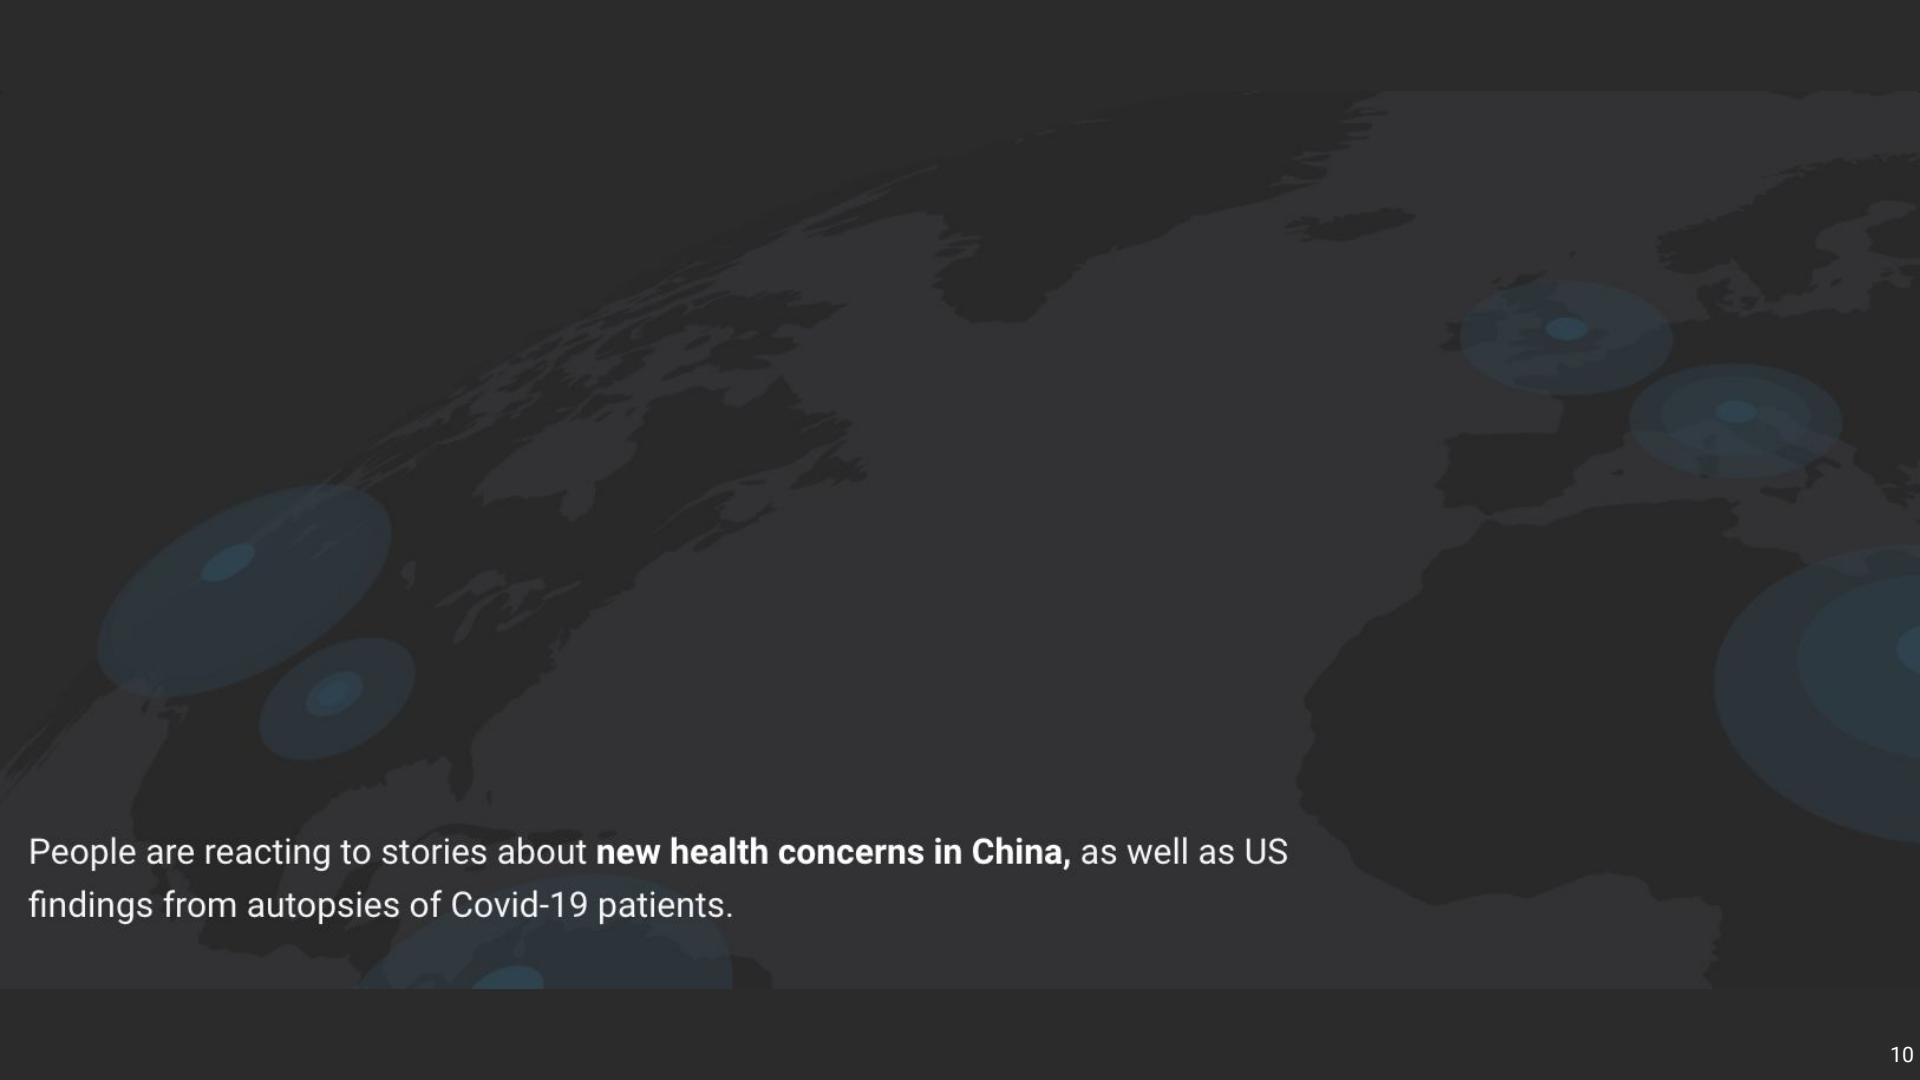 People are reacting to stories about new health concerns in China, as well as US
findings from autopsies of Covid-19 patients.
10